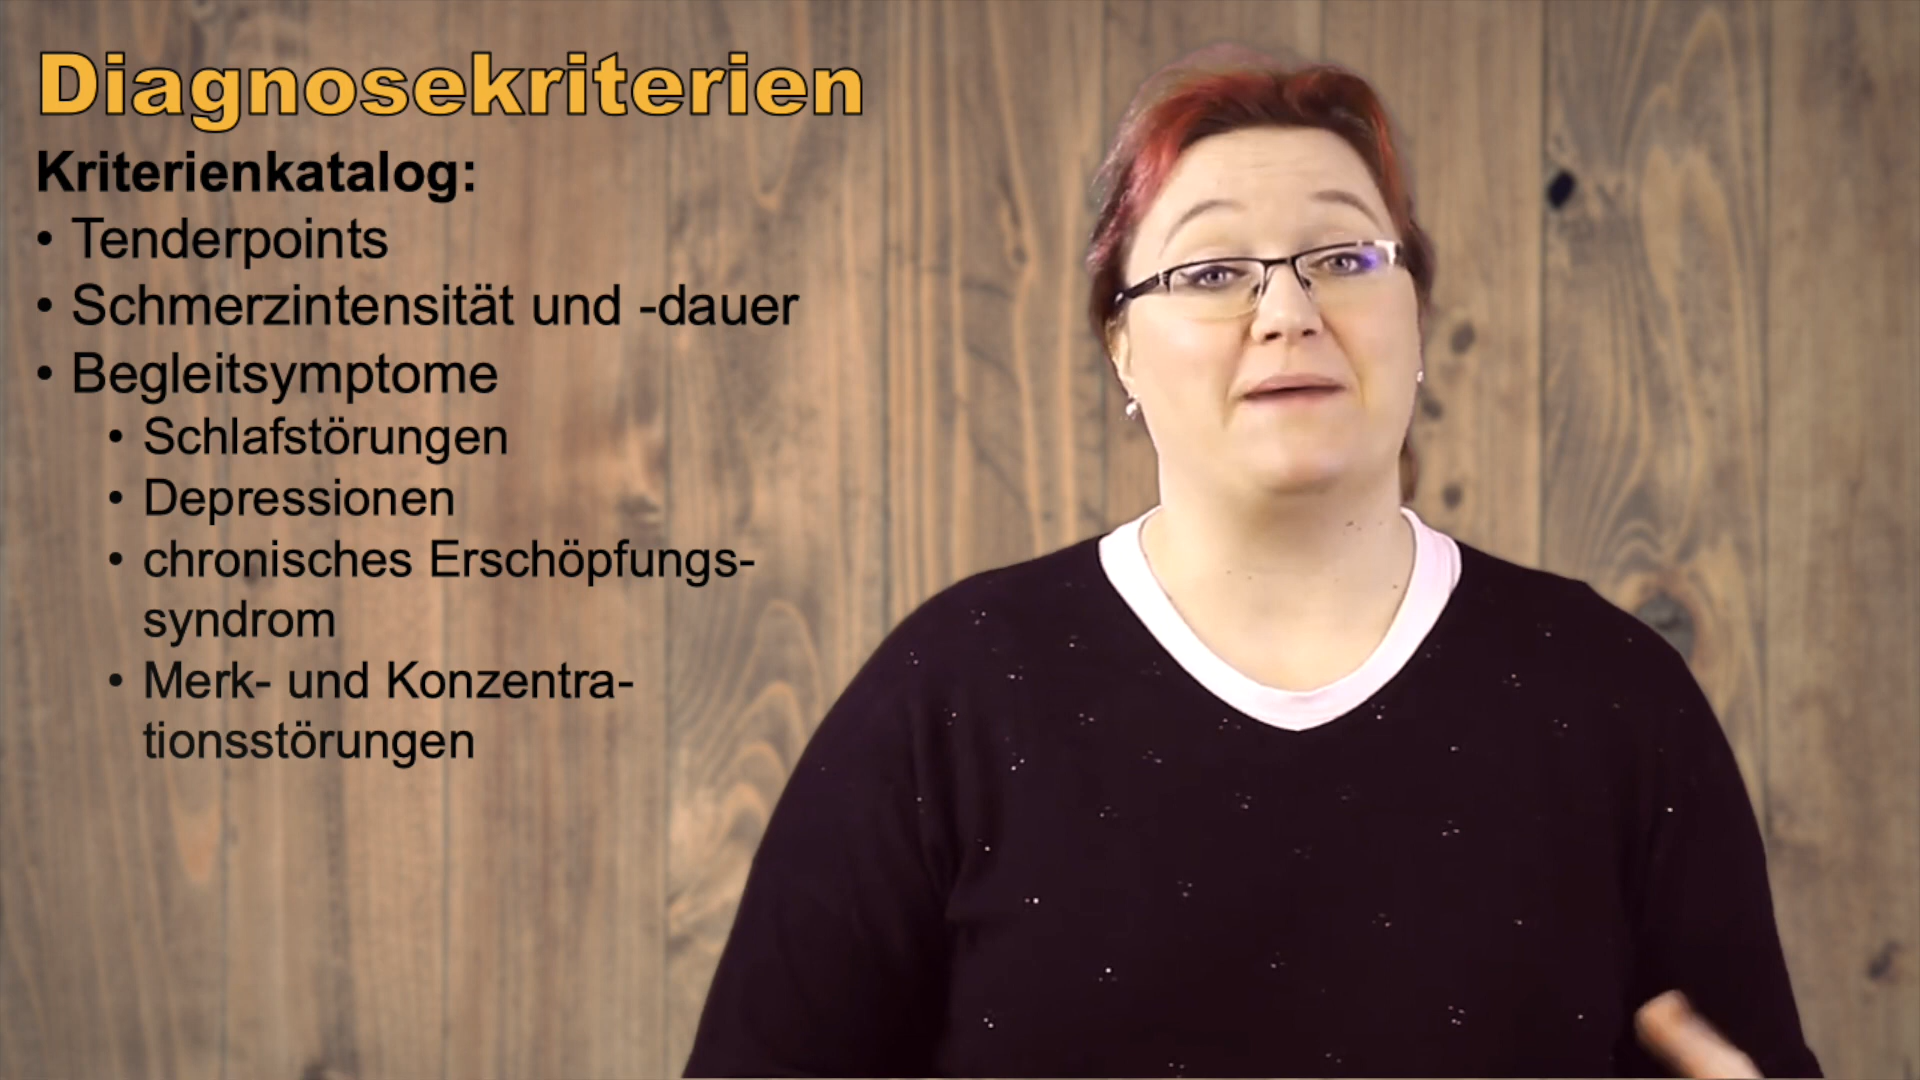 Diagnosekriterien
Kriterienkatalog:
• Tenderpoints
• Schmerzintensität und -dauer
• Begleitsymptome
• Schlafstörungen
• Depressionen
• chronisches Erschöpfungs-
syndrom
• Merk- und Konzentra-
tionsstörungen